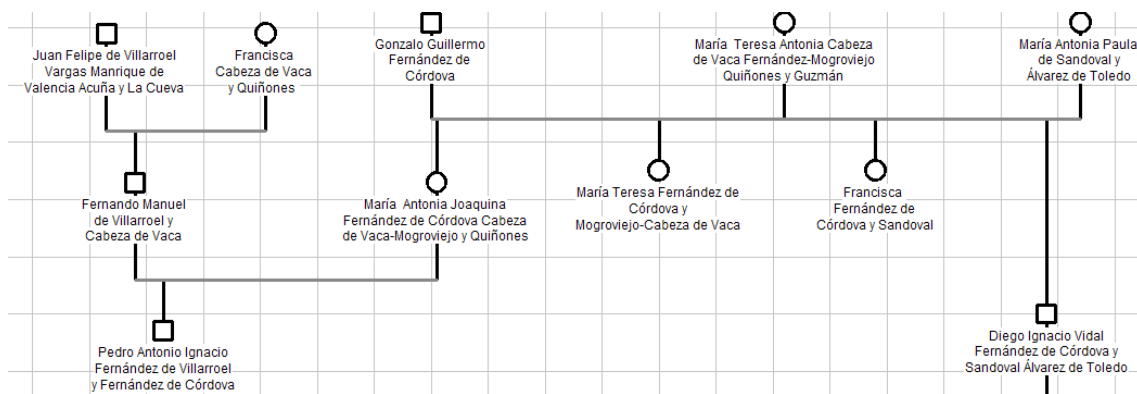 Juan Felipe de Villarroel
Vargas Manrique de
Valencia Acuña y La Cueva
Francisca
Cabeza de Vaca
y Quiñones
Gonzalo Guillermo
Fernández de
Córdova
María Teresa Antonia Cabeza
de Vaca Fernández-Mogroviejo
Quiñones y Guzmán
María Antonia Paula
de Sandoval y
Álvarez de Toledo
Fernando Manuel
de Villarroel y
Cabeza de Vaca
María Antonia Joaquina
Fernández de Córdova Cabeza
de Vaca-Mogroviejo y Quiñones
María Teresa Fernández de
Córdova y
Mogroviejo-Cabeza de Vaca
Francisca
Fernández de
Córdova y Sandoval
Pedro Antonio Ignacio
Fernández de Villarroel
y Fernández de Córdova
Diego Ignacio Vidal
Fernández de Córdova y
Sandoval Álvarez de Toledo